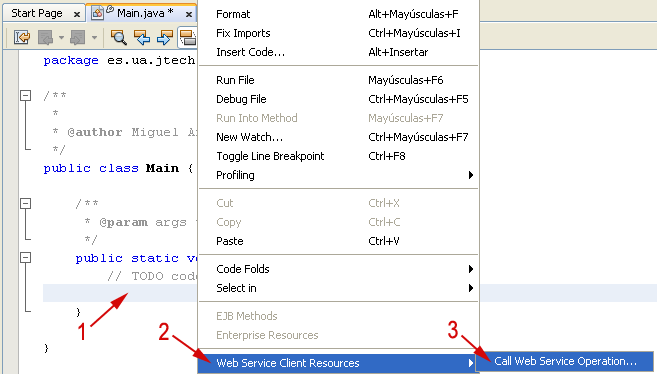 Start Page
Main.java *
package es.ua.jtech
/**
*
* @author Miguel
*/
public class Main {
/**
* @param args
*/
public static
// TODO code
}
}
Format Alt+Mayúsculas+F
Fix Imports Ctrl+Mayúsculas+I
Insert Code... Alt+Insertar
Run File Mayúsculas+F6
Debug File Ctrl+Mayúsculas+F5
Run Into Method Mayúsculas+F7
New Watch... Ctrl+Mayúsculas+F7
Toggle Line Breakpoint Ctrl+F8
Profiling
Cut Ctrl+X
Copy Ctrl+C
Paste Ctrl+V
Code Folds
Select in
EJB Methods
Enterprise Resources
Web Service Client Resources
Call Web Service Operation...
1
2
3